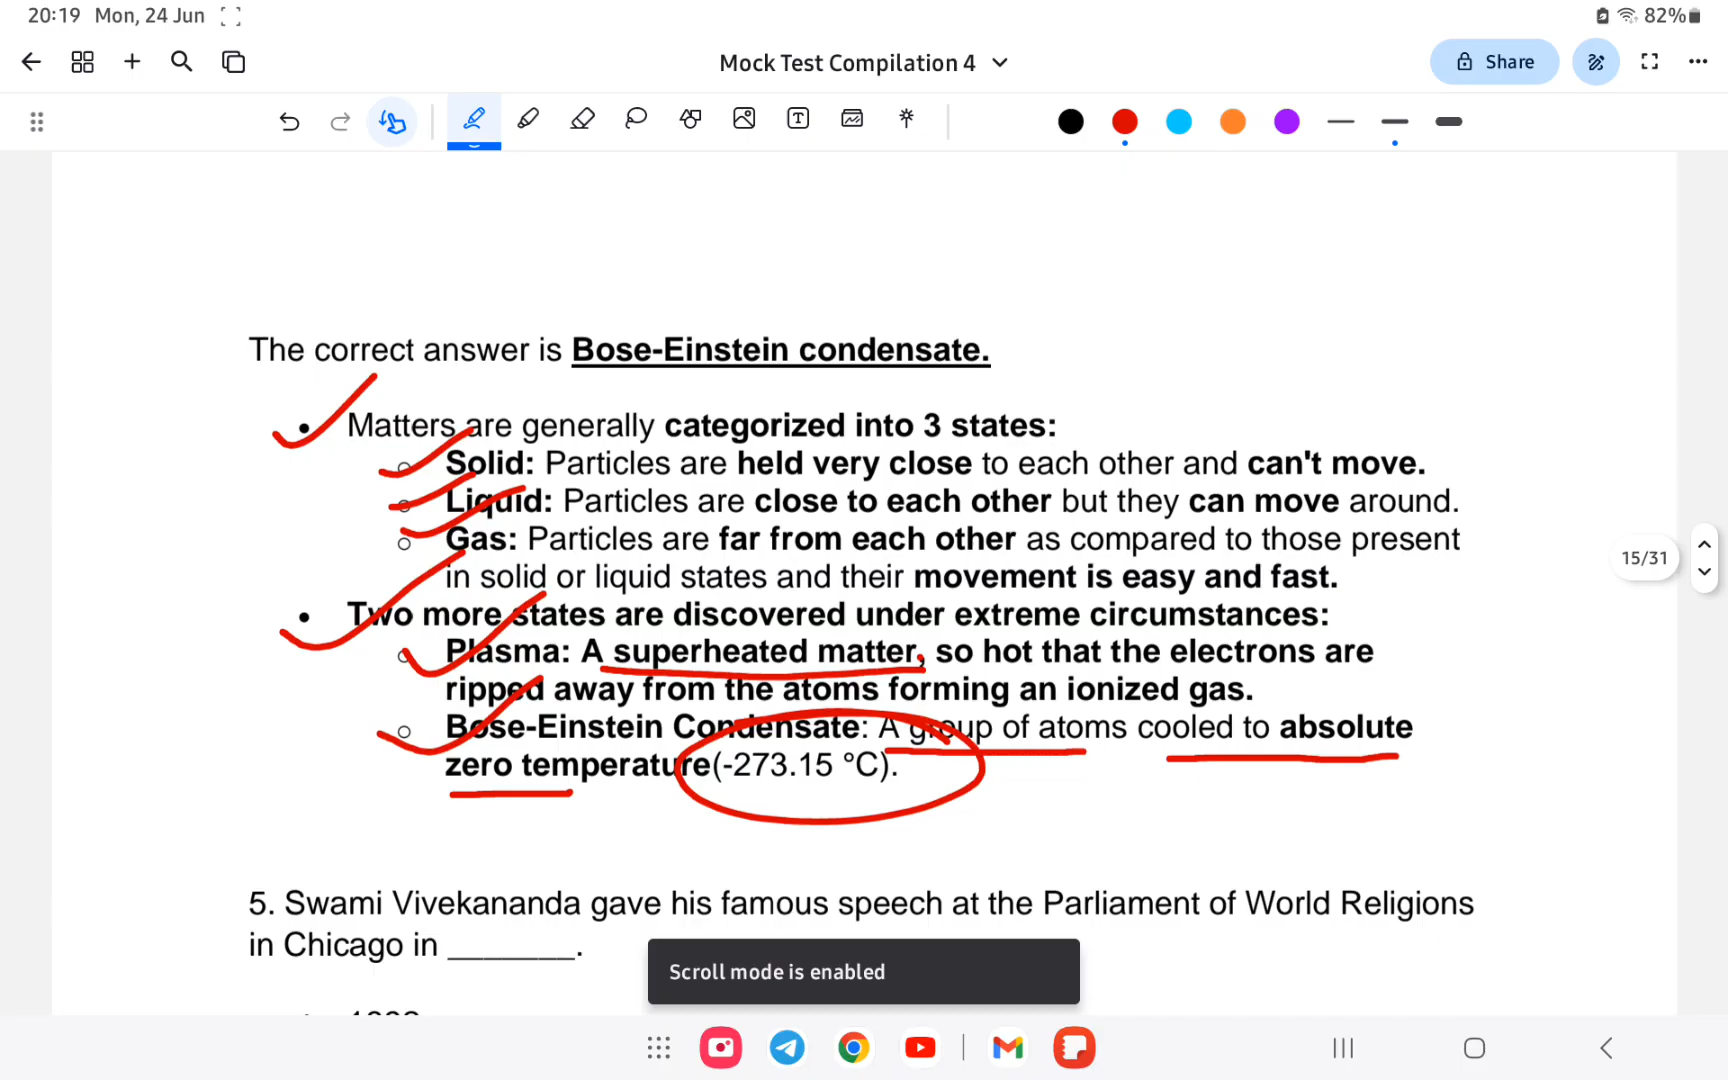 20:19 Mon, 24 Jun
82%
Mock Test Compilation 4
Share
The correct answer is Bose-Einstein condensate.
• Matters are generally categorized into 3 states:
○ Solid: Particles are held very close to each other and can't move.
○ Liquid: Particles are close to each other but they can move around.
○ Gas: Particles are far from each other as compared to those present
in solid or liquid states and their movement is easy and fast.
• Two more states are discovered under extreme circumstances:
○ Plasma: A superheated matter, so hot that the electrons are
ripped away from the atoms forming an ionized gas.
○ Bose-Einstein Condensate: A group of atoms cooled to absolute
zero temperature(-273.15 °C).
15/31
5. Swami Vivekananda gave his famous speech at the Parliament of World Religions
in Chicago in _______.
Scroll mode is enabled